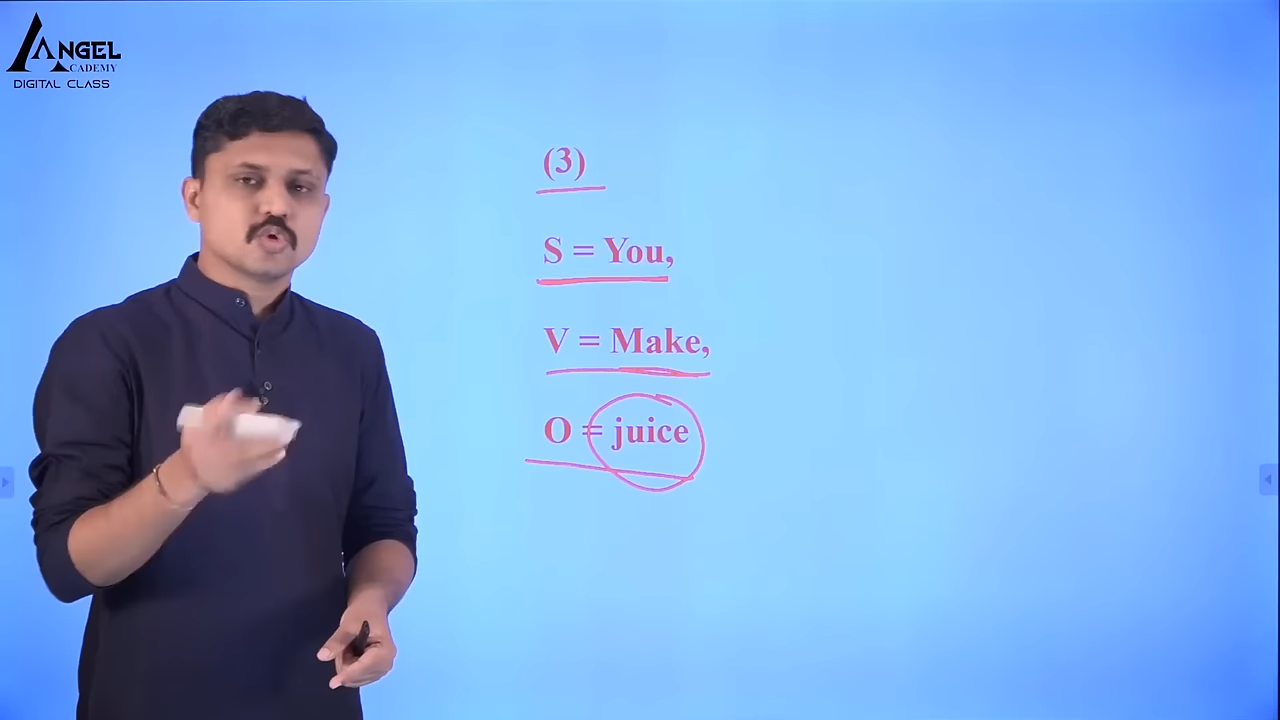 ANGEL
ACADEMY
DIGITAL CLASS
(3)
S = You,
V = Make,
O = juice